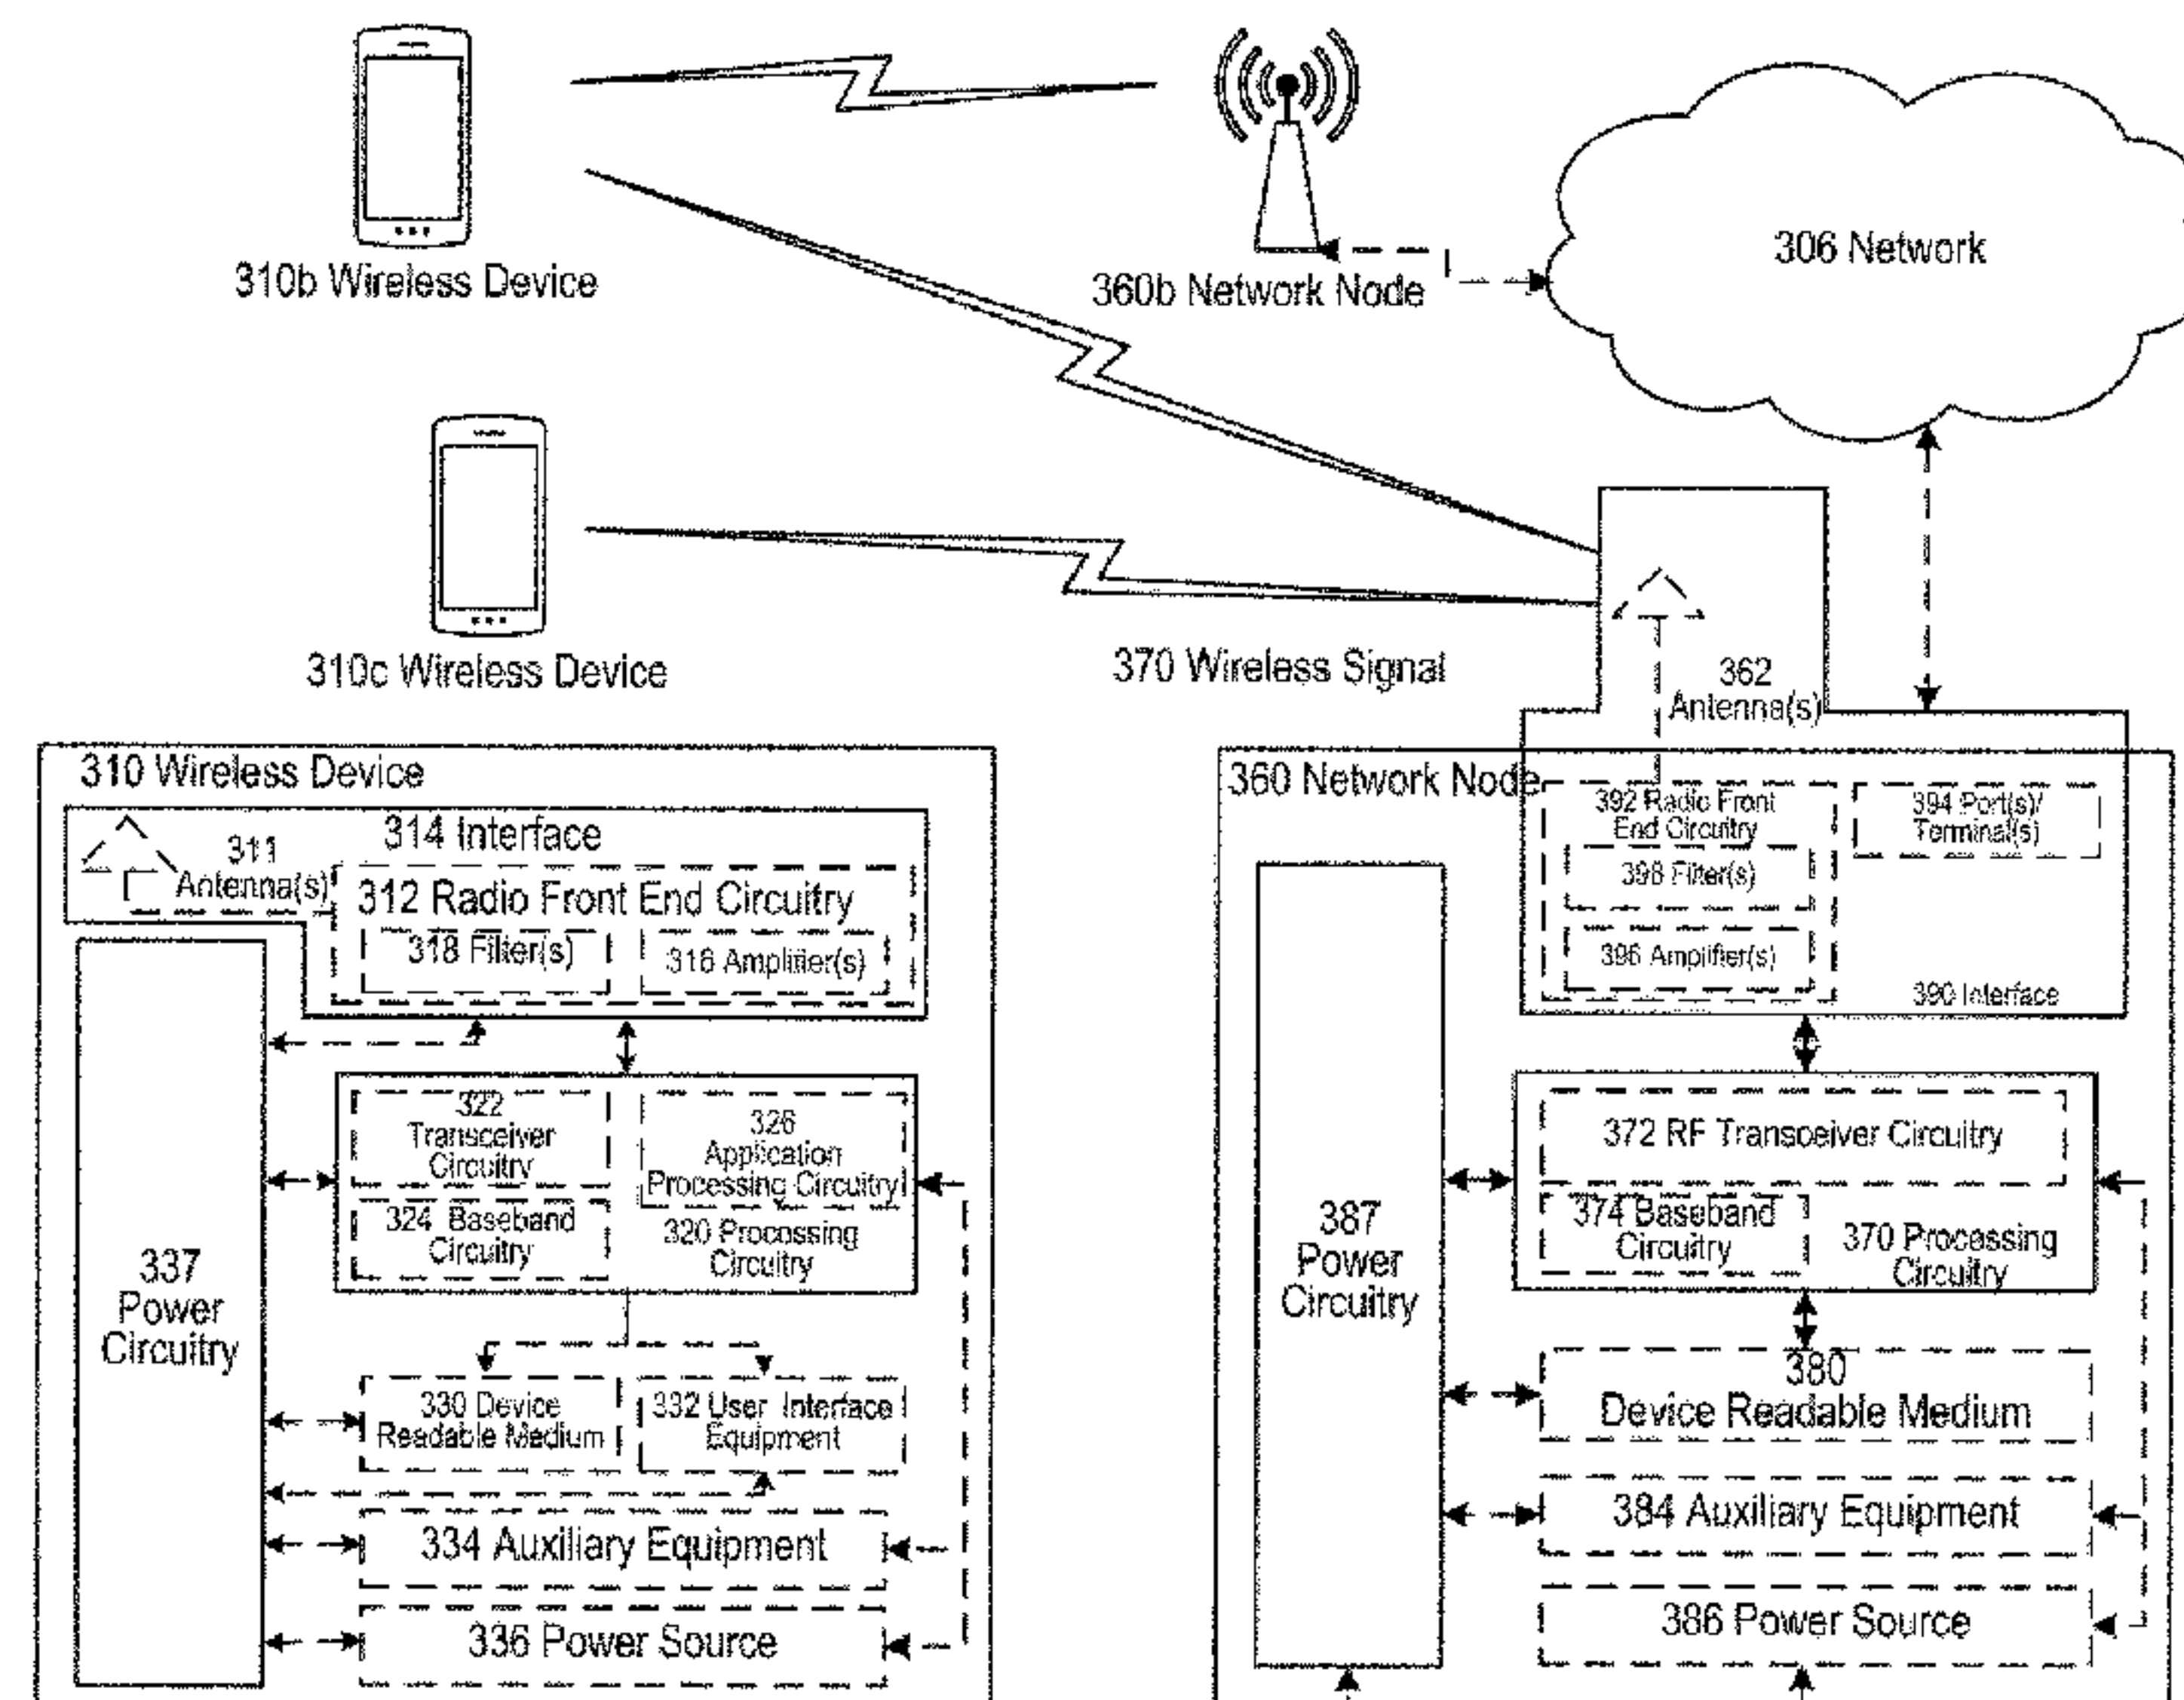 310b Wireless Device
360b Network Node
306 Network
310c Wireless Device
370 Wireless Signal
362
Antenna(s)
310 Wireless Device
314 Interface
311
Antenna(s)
312 Radio Front End Circuitry
318 Filter(s)
316 Amplifier(s)
337
Power
Circuitry
322
Transceiver
Circuitry
326
Application
Processing Circuitry
324 Baseband
Circuitry
320 Processing
Circuitry
330 Device
Readable Medium
332 User Interface
Equipment
334 Auxiliary Equipment
336 Power Source
360 Network Node
392 Radio Front
End Circuitry
398 Filter(s)
396 Amplifier(s)
394 Port(s)/
Terminal(s)
390 Interface
387
Power
Circuitry
372 RF Transceiver Circuitry
374 Baseband
Circuitry
370 Processing
Circuitry
380
Device Readable Medium
384 Auxiliary Equipment
386 Power Source